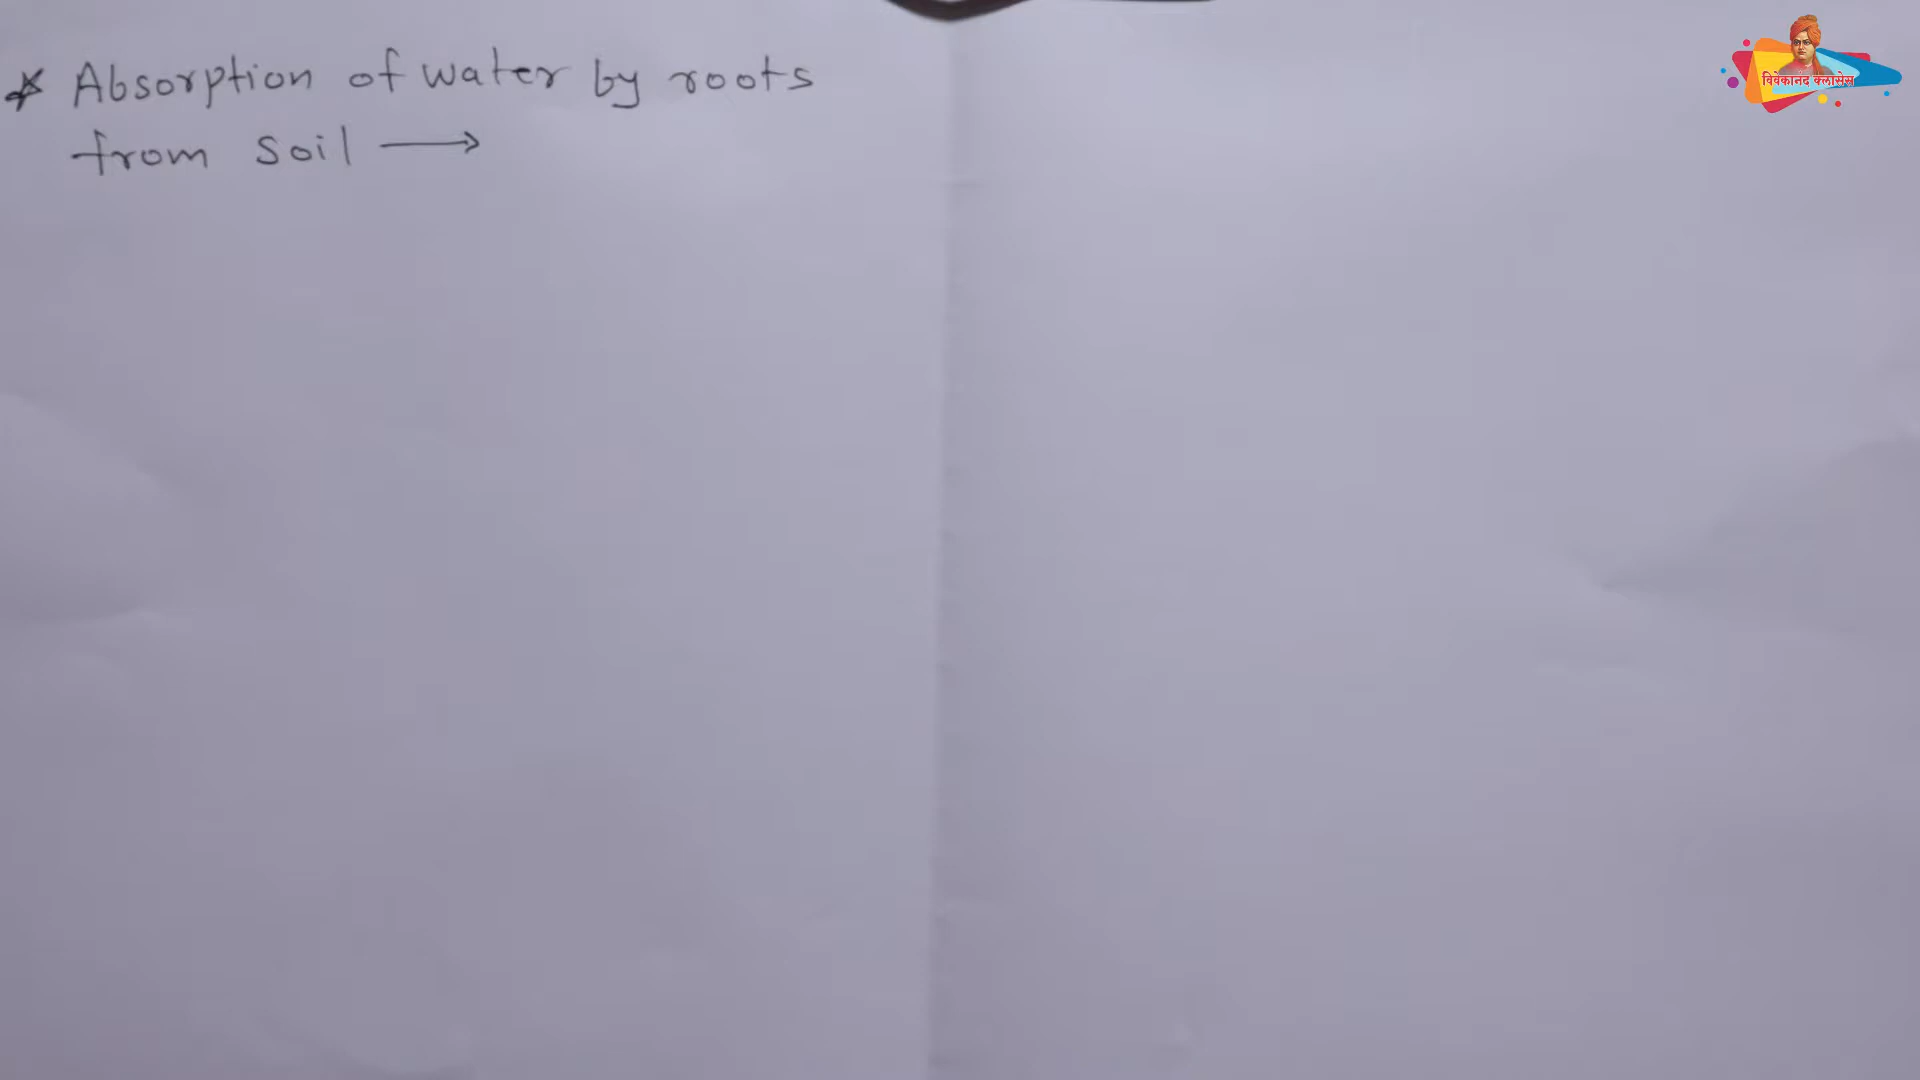 * Absorption of water by roots
from soil →
विवेकानंद क्लासेस